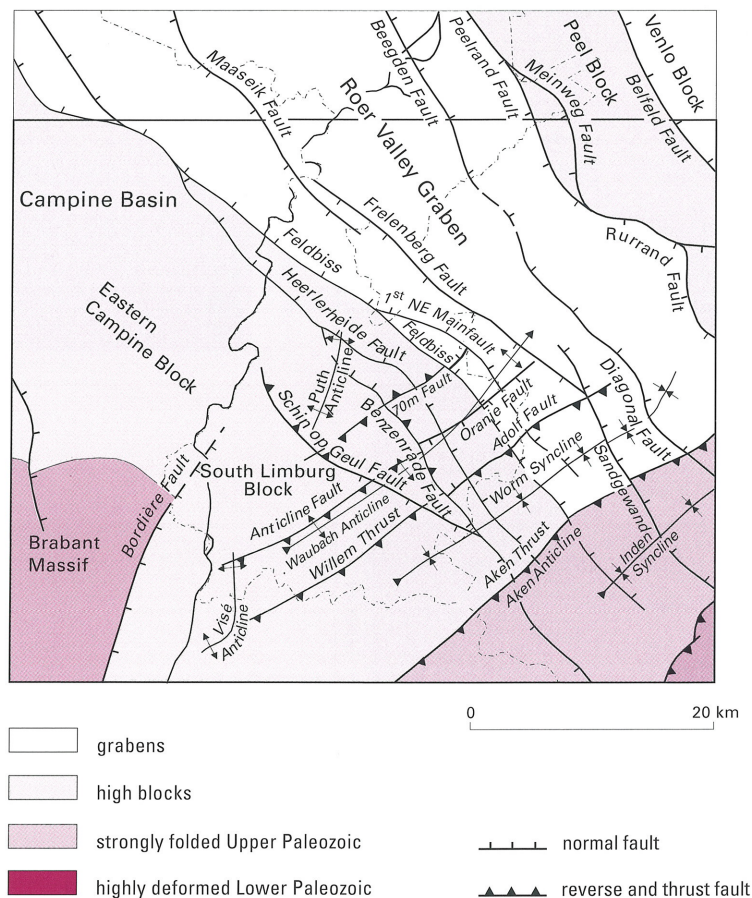 Maaseik Fault
Beegden Fault
Peelrand Fault
Peel Block
Venlo Block
Meinweg Fault
Belfeld Fault
Roer Valley Graben
Campine Basin
Frelenberg Fault
Rurrand
Fault
Feldbiss
Eastern
Campine Block
Heerlerheide Fault
1st NE Mainfault
Feldbiss
Puth
Anticline
70m Fault
Oranje Fault
Adolf Fault
Diagonal Fault
Schin op Geul Fault
Benzenrade Fault
Worm Syncline
Sandgewand
South Limburg
Block
Bordière Fault
Anticline Fault
Waubach Anticline
Willem Thrust
Aken Thrust
Aken Anticline
Inden
Syncline
Brabant
Massif
Visé
Anticline
0 20 km
grabens
high blocks
strongly folded Upper Paleozoic
highly deformed Lower Paleozoic
normal fault
reverse and thrust fault